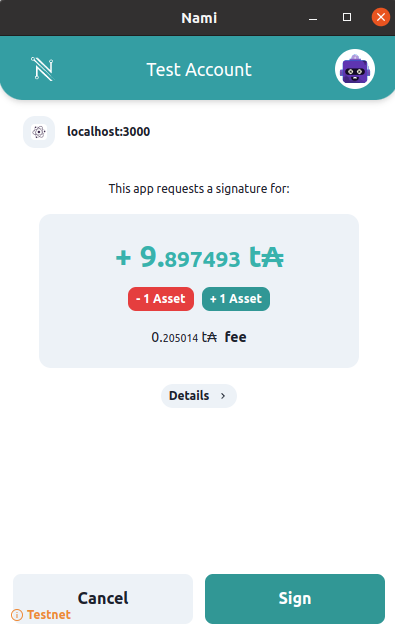 Nami
Test Account
localhost:3000
This app requests a signature for:
+ 9.897493 t₳
- 1 Asset + 1 Asset
0.205014 t₳ fee
Details
Cancel Sign
Testnet